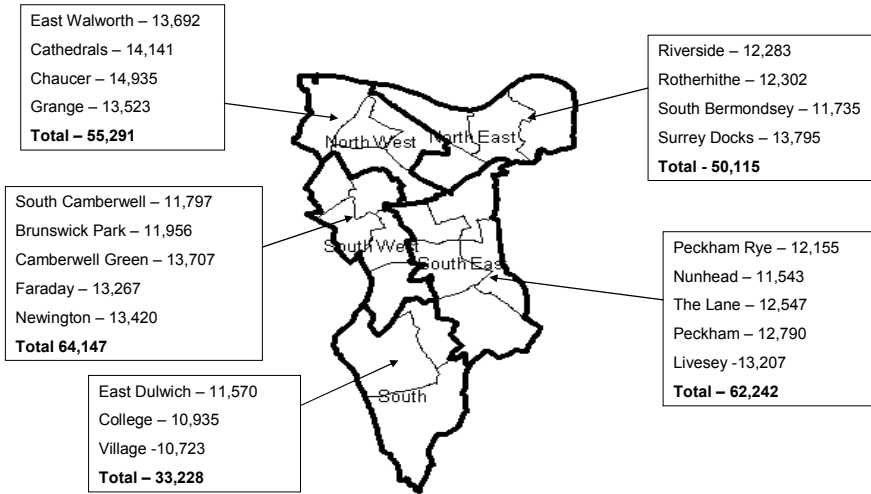 East Walworth – 13,692
Cathedrals – 14,141
Chaucer – 14,935
Grange – 13,523
Total – 55,291
Riverside – 12,283
Rotherhithe – 12,302
South Bermondsey – 11,735
Surrey Docks – 13,795
Total - 50,115
North West
North East
South Camberwell – 11,797
Brunswick Park – 11,956
Camberwell Green – 13,707
Faraday – 13,267
Newington – 13,420
Total 64,147
South West
South East
Peckham Rye – 12,155
Nunhead – 11,543
The Lane – 12,547
Peckham – 12,790
Livesey -13,207
Total – 62,242
East Dulwich – 11,570
College – 10,935
Village -10,723
Total – 33,228
South